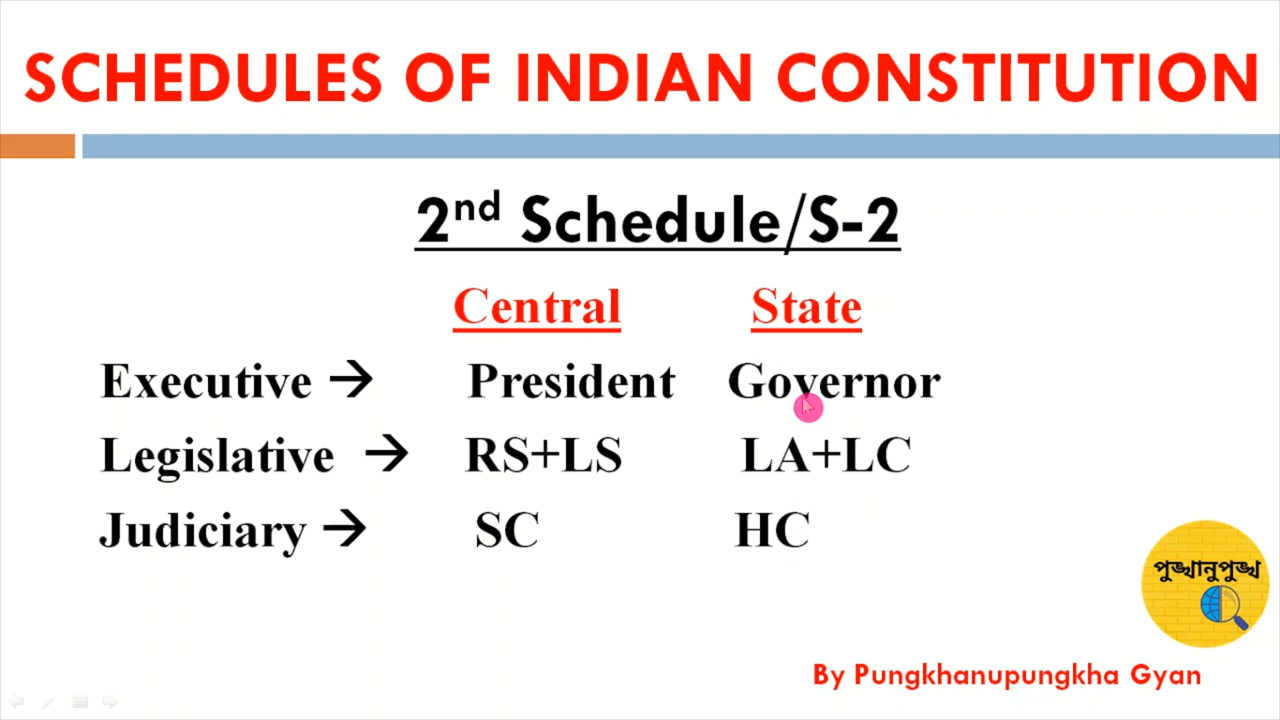 SCHEDULES OF INDIAN CONSTITUTION
2nd Schedule/S-2
Central State
Executive → President Governor
Legislative → RS+LS LA+LC
Judiciary → SC HC
পুঙ্খানুপুঙ্খ
By Pungkhanupungkha Gyan